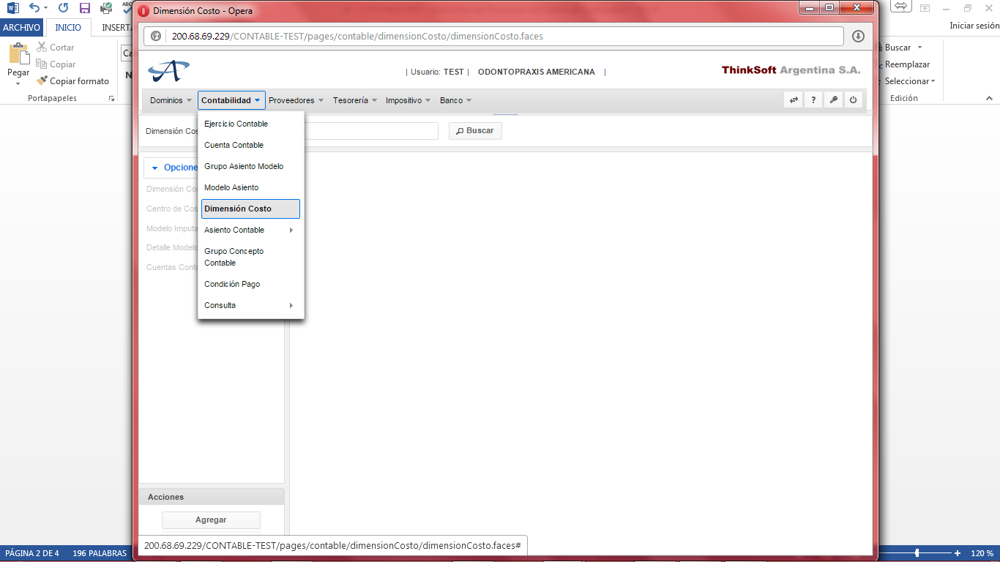 Dimensión Costo - Opera
ARCHIVO INICIO INSERTA
Iniciar sesión
200.68.69.229/CONTABLE-TEST/pages/contable/dimensionCosto/dimensionCosto.faces
Pegar
Cortar
Copiar
Copiar formato
Portapapeles
Ca
N
Buscar
Reemplazar
Seleccionar
Edición
| Usuario: TEST | ODONTOPRAXIS AMERICANA |
ThinkSoft Argentina S.A.
Dominios Contabilidad Proveedores Tesorería Impositivo Banco
?
Dimensión Cos
Buscar
Ejercicio Contable
Cuenta Contable
Grupo Asiento Modelo
Modelo Asiento
Dimensión Costo
Asiento Contable
Grupo Concepto
Contable
Condición Pago
Consulta
Opcione
Dimensión Co
Centro de Cos
Modelo Imputa
Detalle Modelo
Cuentas Conta
Acciones
Agregar
200.68.69.229/CONTABLE-TEST/pages/contable/dimensionCosto/dimensionCosto.faces#
PÁGINA 2 DE 4 196 PALABRAS
120 %